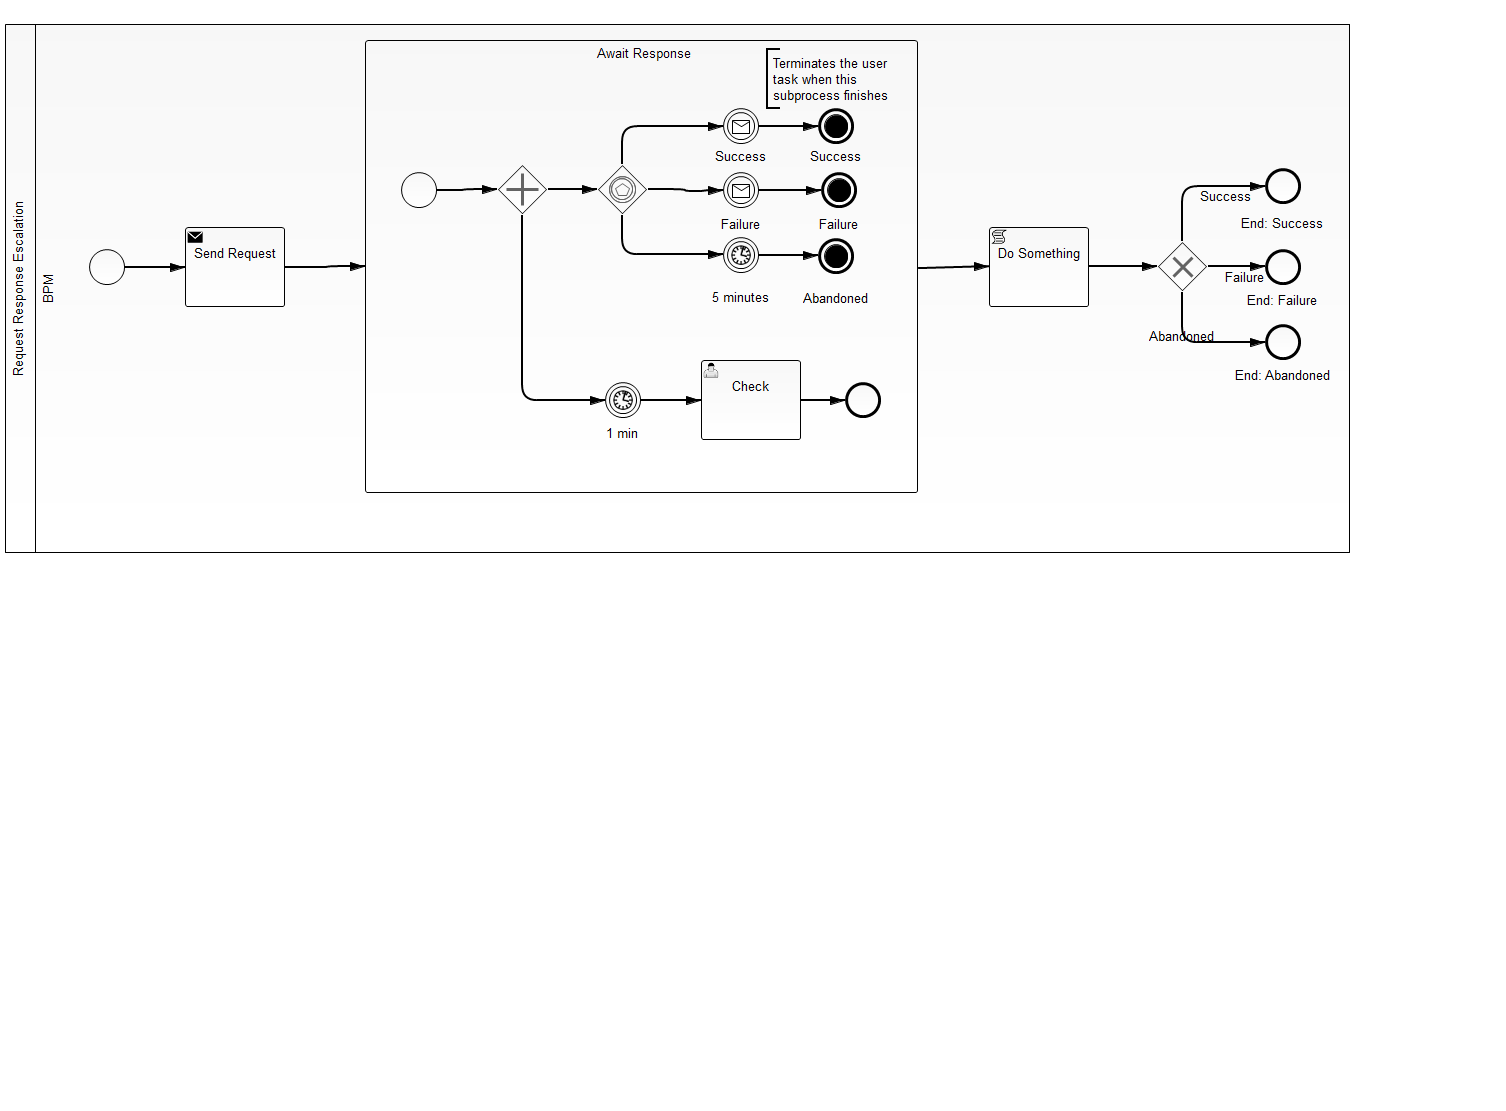 Request Response Escalation
BPM
Send Request
Await Response
Terminates the user
task when this
subprocess finishes
Success
Success
Failure
Failure
5 minutes
Abandoned
1 min
Check
Do Something
Success
End: Success
Failure
End: Failure
Abandoned
End: Abandoned